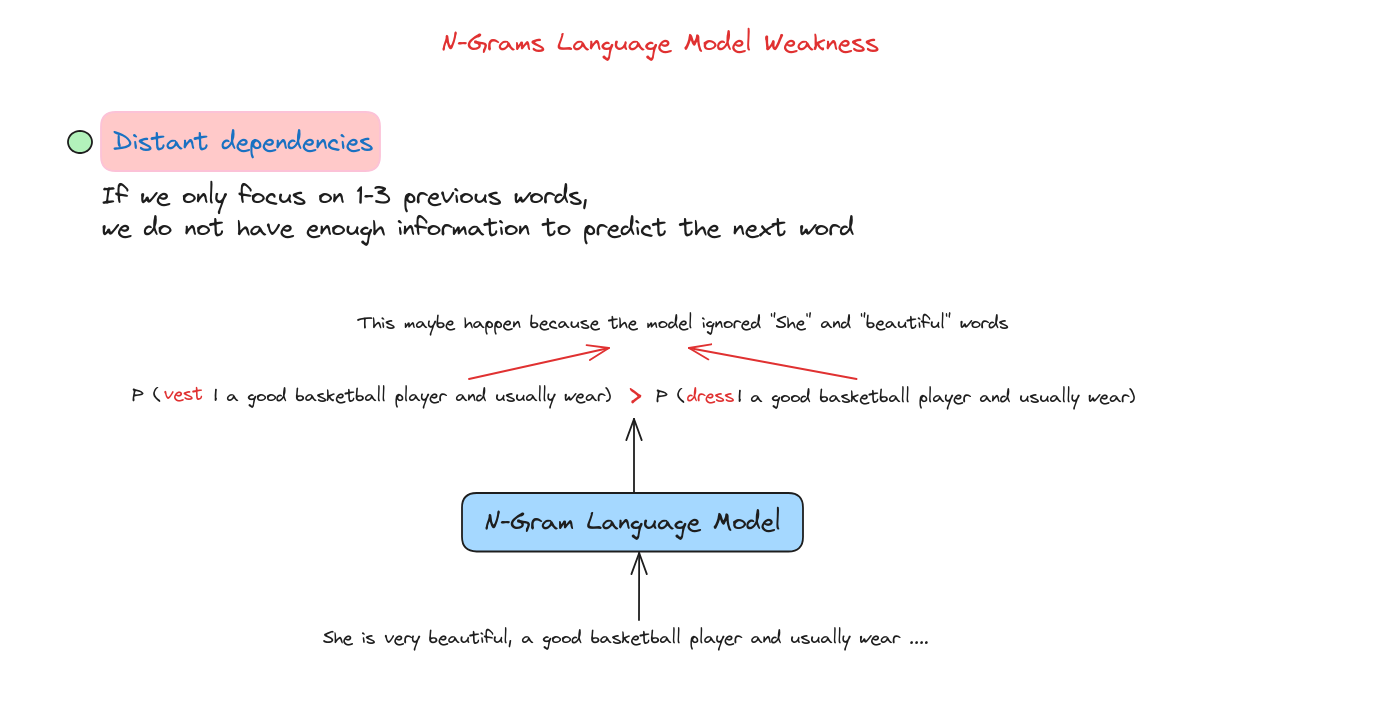 N-Grams Language Model Weakness
Distant dependencies
If we only focus on 1-3 previous words,
we do not have enough information to predict the next word
This maybe happen because the model ignored "She" and "beautiful" words
P (vest | a good basketball player and usually wear) > P (dress | a good basketball player and usually wear)
N-Gram Language Model
She is very beautiful, a good basketball player and usually wear ....